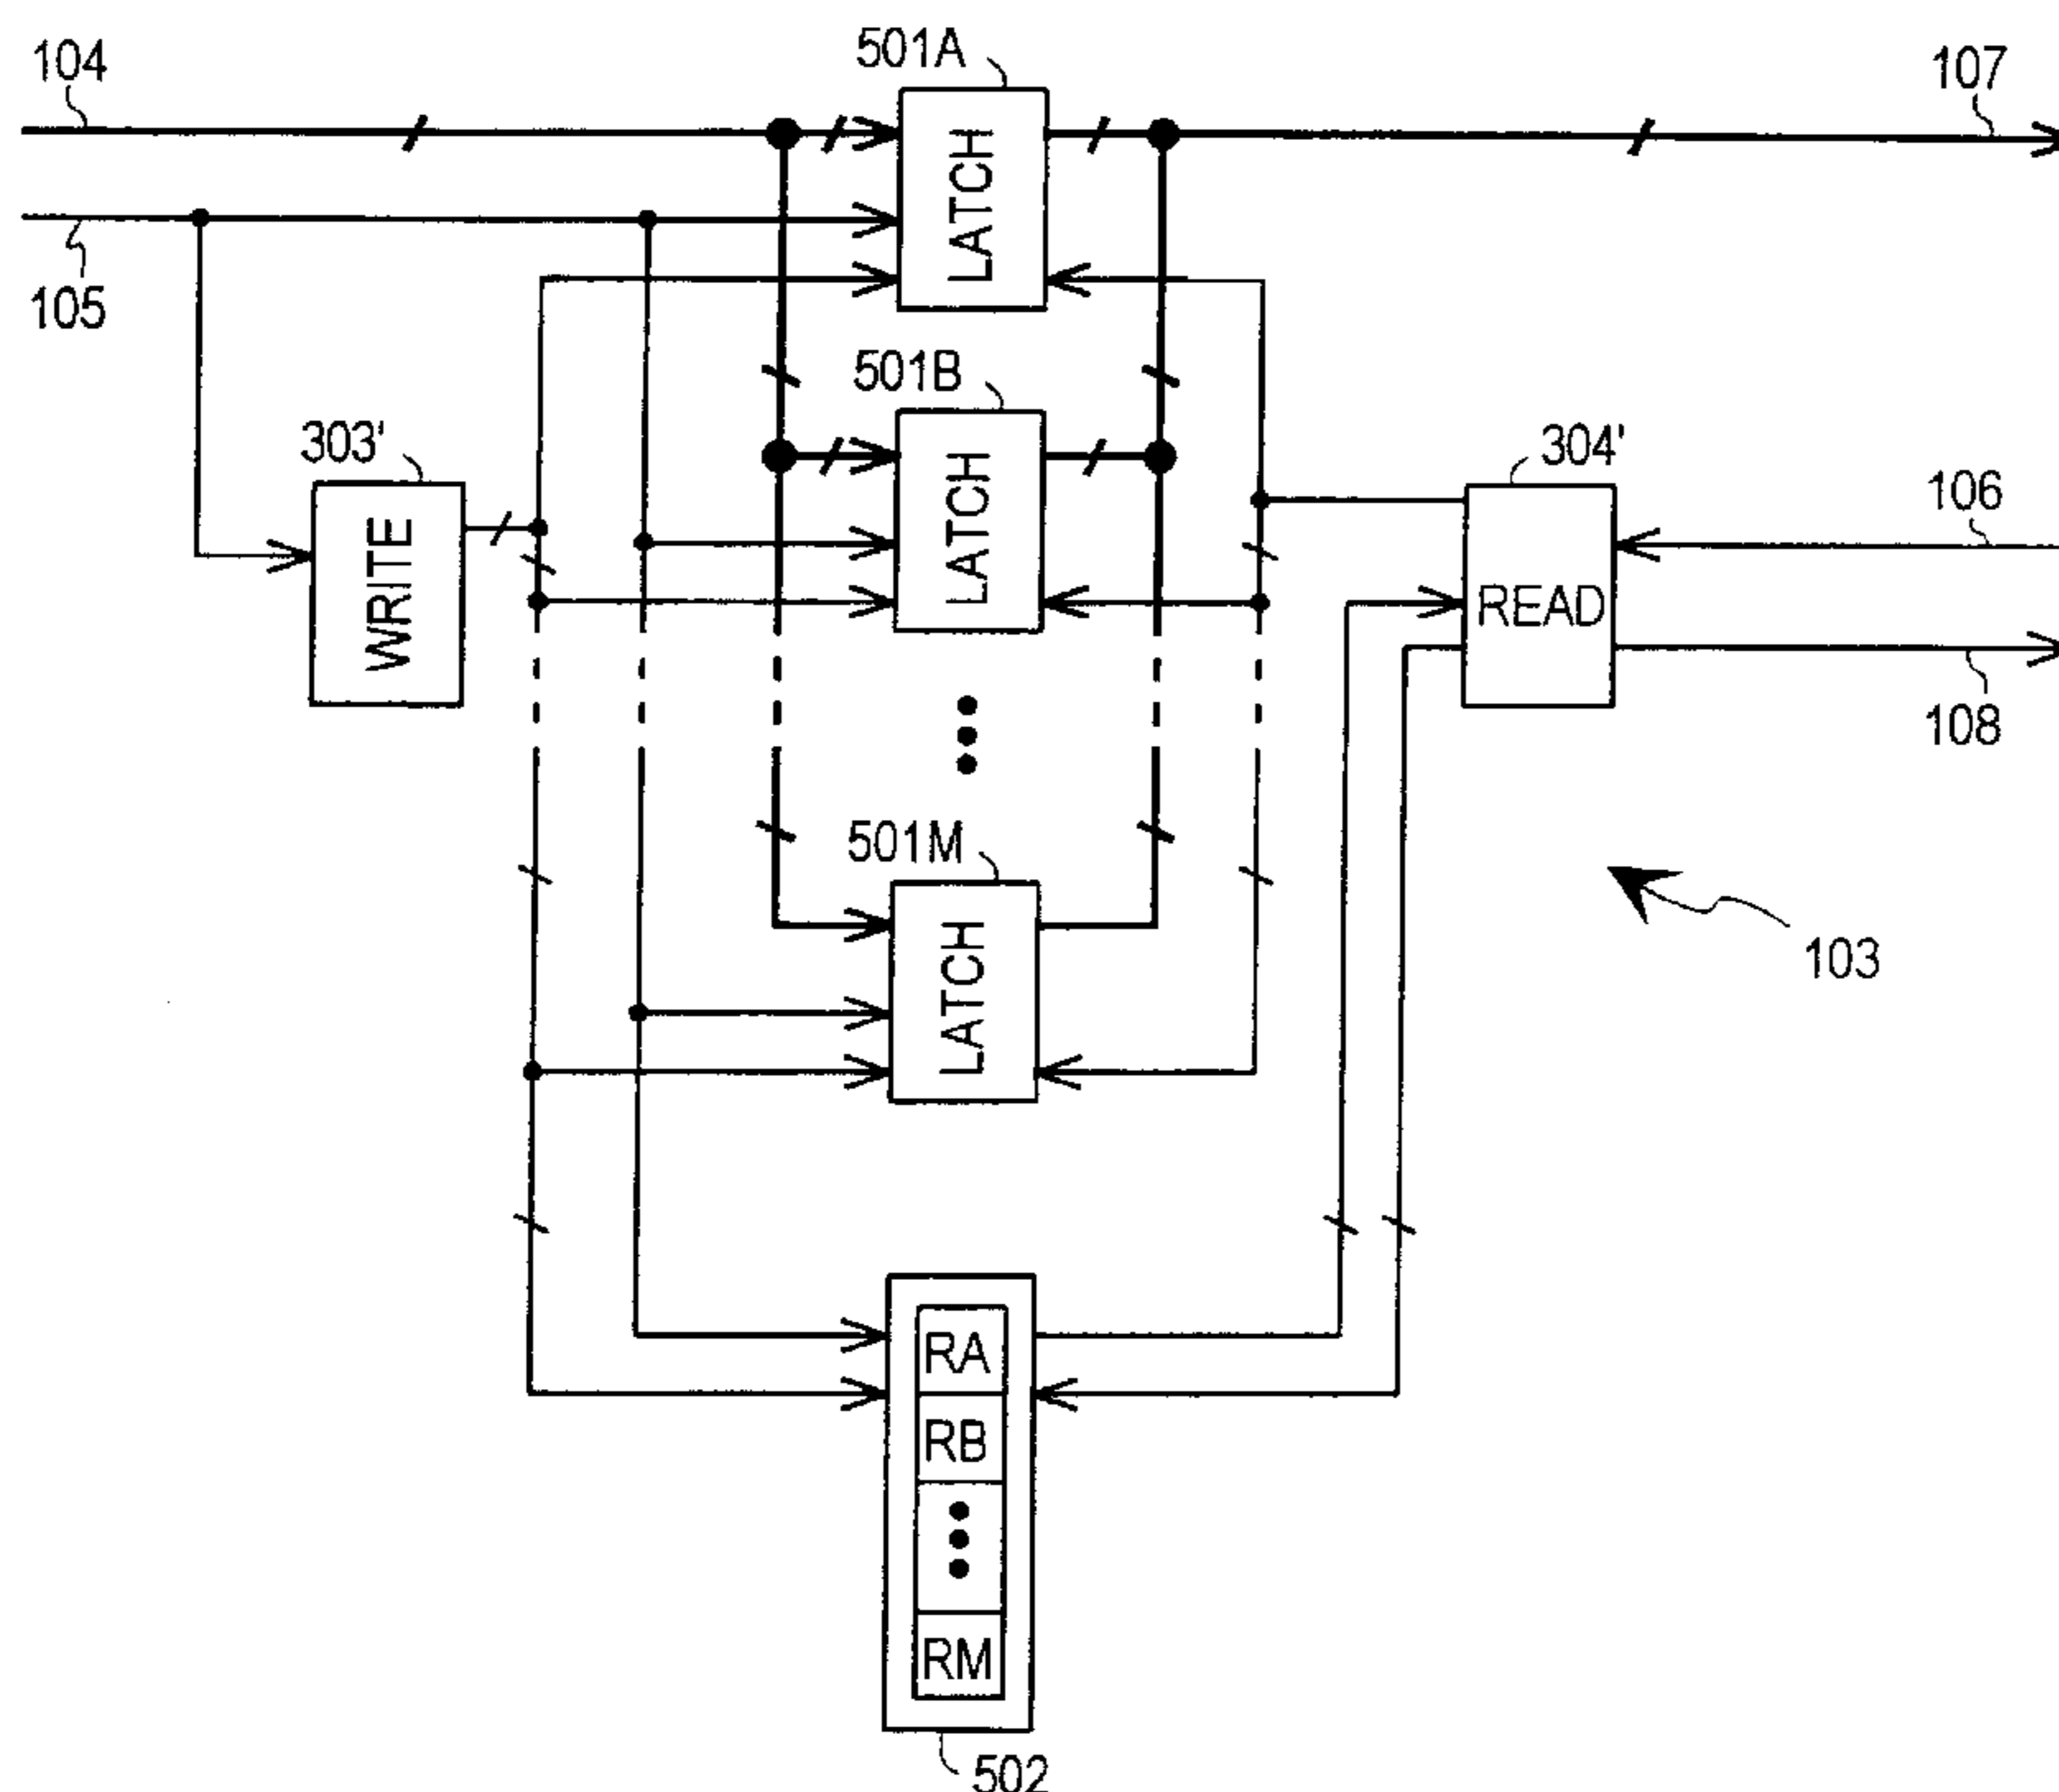 104
501A
107
LATCH
105
501B
303'
304'
LATCH
106
WRITE
READ
108
501M
LATCH
103
RA
RB
RM
502